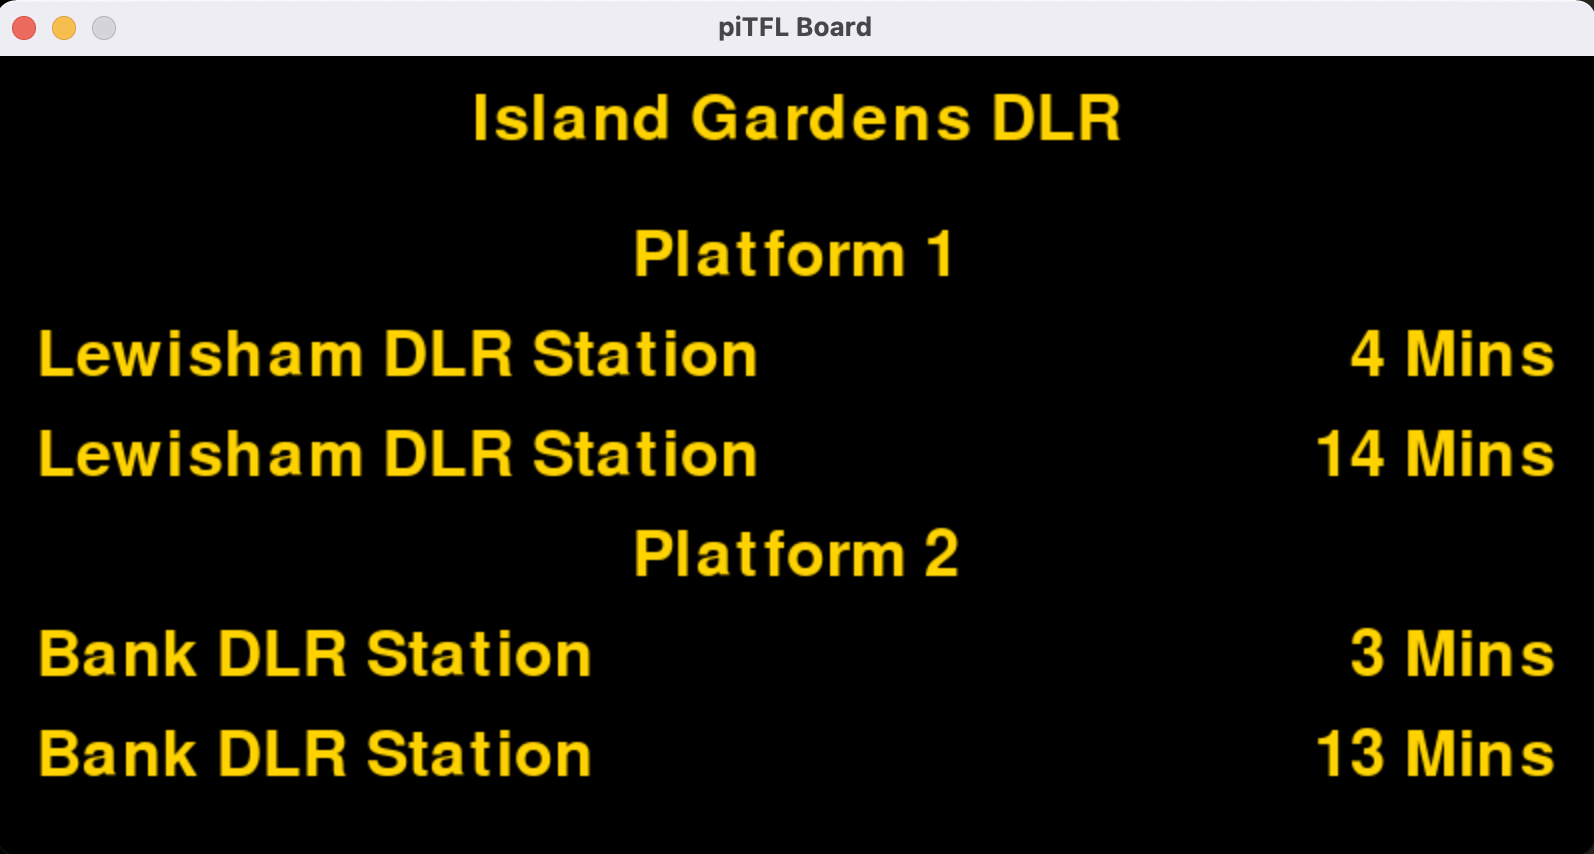 piTFL Board
Island Gardens DLR
Platform 1
Lewisham DLR Station 4 Mins
Lewisham DLR Station 14 Mins
Platform 2
Bank DLR Station 3 Mins
Bank DLR Station 13 Mins